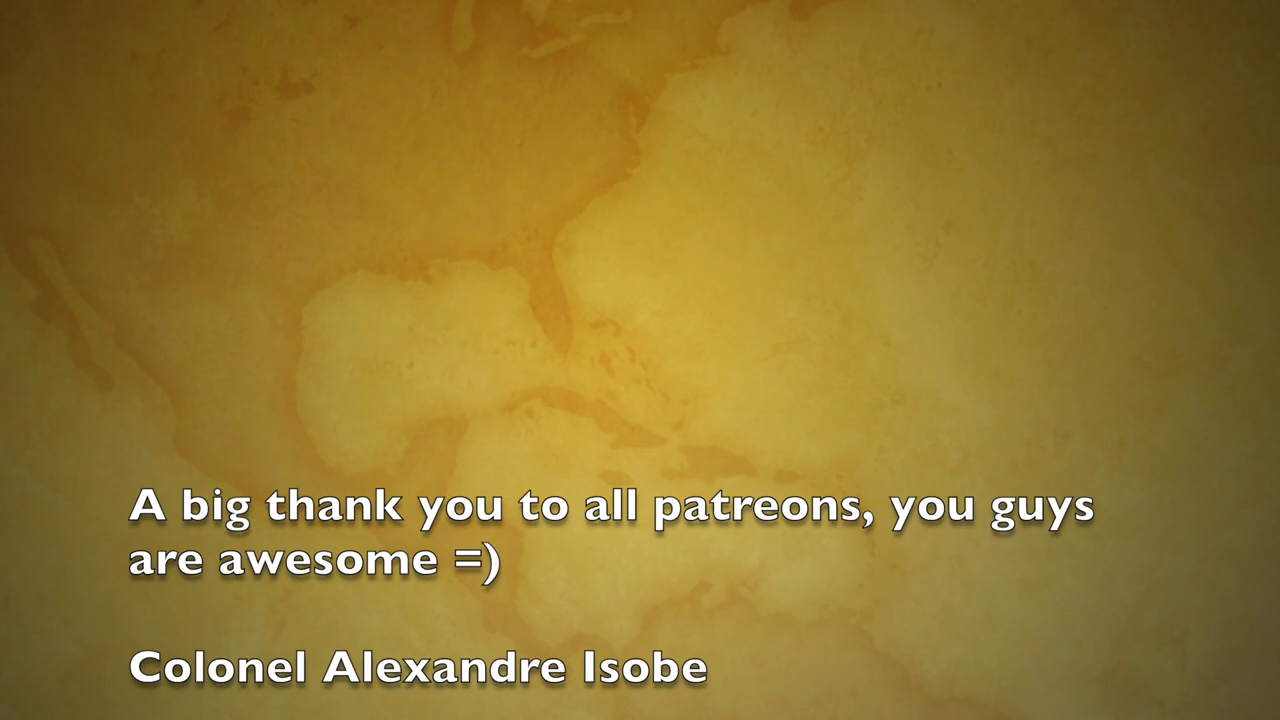 A big thank you to all patreons, you guys
are awesome =)
Colonel Alexandre Isobe